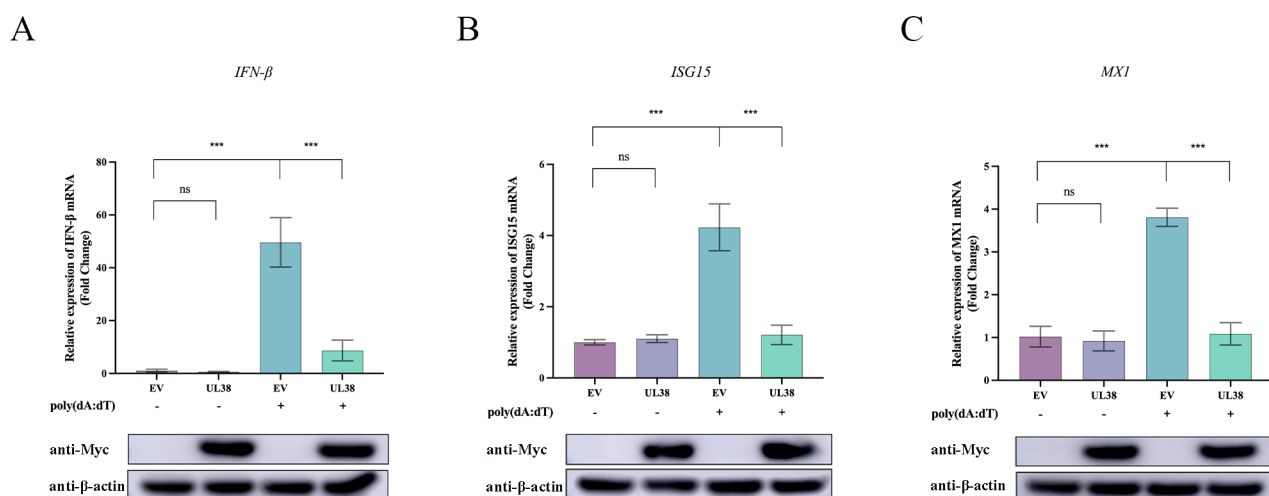 A
IFN-β
***
***
ns
Relative expression of IFN-β mRNA
(Fold Change)
80
60
40
20
0
EV
UL38
EV
UL38
poly(dA:dT)
-
-
+
+
anti-Myc
anti-β-actin
B
ISG15
***
***
ns
Relative expression of ISG15 mRNA
(Fold Change)
6
4
2
0
EV
UL38
EV
UL38
poly(dA:dT)
-
-
+
+
anti-Myc
anti-β-actin
C
MX1
***
***
ns
Relative expression of MX1 mRNA
(Fold Change)
5
4
3
2
1
0
EV
UL38
EV
UL38
poly(dA:dT)
-
-
+
+
anti-Myc
anti-β-actin